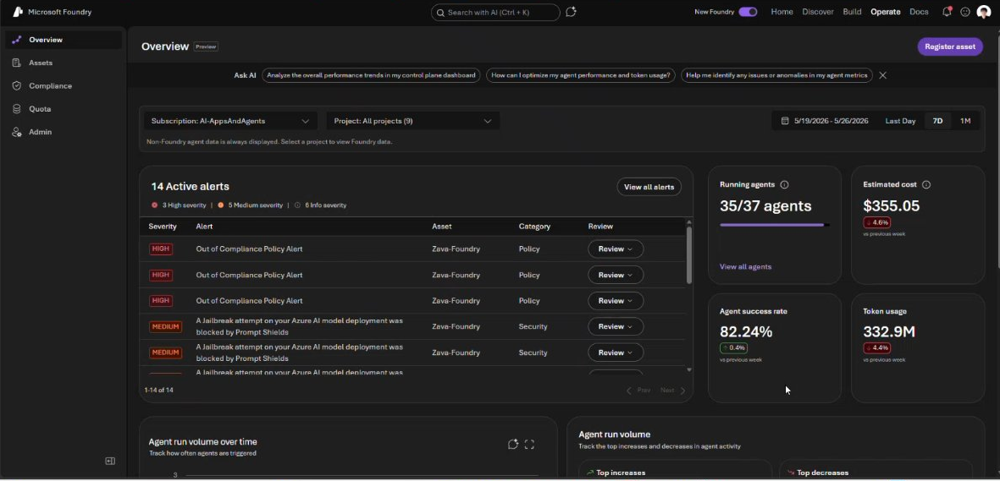 Microsoft Foundry
Search with AI (Ctrl + K)
New Foundry
Home
Discover
Build
Operate
Docs
Overview
Assets
Compliance
Quota
Admin
Overview
Preview
Register asset
Ask AI
Analyze the overall performance trends in my control plane dashboard
How can I optimize my agent performance and token usage?
Help me identify any issues or anomalies in my agent metrics
Subscription: AI-AppsAndAgents
Project: All projects (9)
5/19/2026 - 5/26/2026
Last Day
7D
1M
Non-Foundry agent data is always displayed. Select a project to view Foundry data.
14 Active alerts
View all alerts
3 High severity | 5 Medium severity | 6 Info severity
Severity Alert Asset Category Review
HIGH Out of Compliance Policy Alert Zava-Foundry Policy Review
HIGH Out of Compliance Policy Alert Zava-Foundry Policy Review
HIGH Out of Compliance Policy Alert Zava-Foundry Policy Review
MEDIUM A Jailbreak attempt on your Azure AI model deployment was
blocked by Prompt Shields Zava-Foundry Security Review
MEDIUM A Jailbreak attempt on your Azure AI model deployment was
blocked by Prompt Shields Zava-Foundry Security Review
A Jailbreak attempt on your Azure AI model deployment was
1-14 of 14
Prev
Next
Running agents
35/37 agents
View all agents
Estimated cost
$355.05
↓ 4.6%
vs previous week
Agent success rate
82.24%
↑ 0.4%
vs previous week
Token usage
332.9M
↓ 4.4%
vs previous week
Agent run volume over time
Track how often agents are triggered
3
Agent run volume
Track the top increases and decreases in agent activity
Top increases
Top decreases